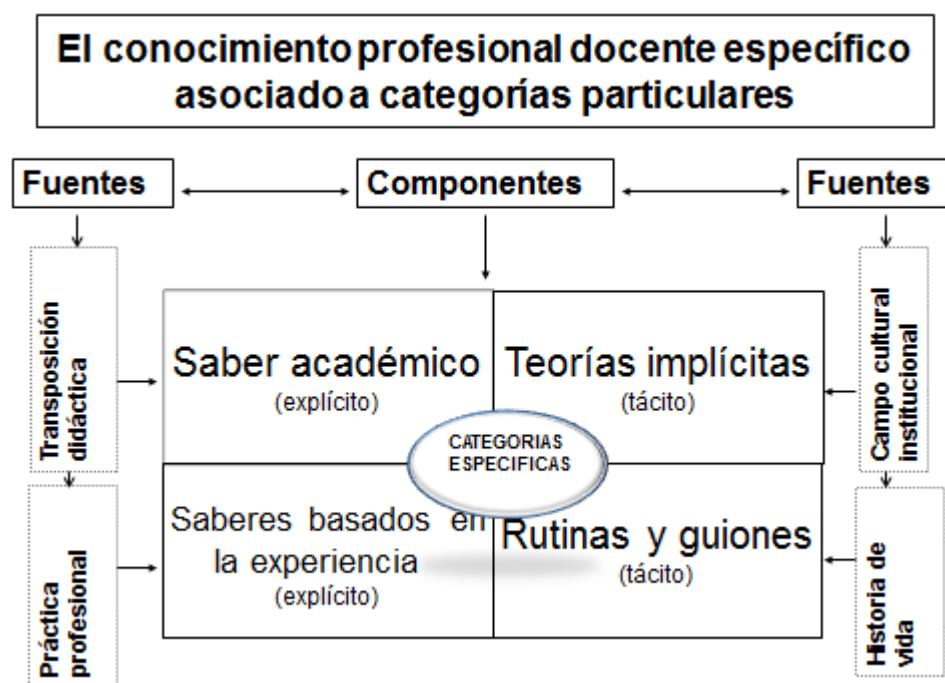 El conocimiento profesional docente específico
asociado a categorías particulares
Fuentes
Componentes
Fuentes
Transposición
didáctica
Saber académico
(explícito)
Teorías implícitas
(tácito)
Campo cultural
institucional
CATEGORIAS
ESPECIFICAS
Práctica
profesional
Saberes basados en
la experiencia
(explícito)
Rutinas y guiones
(tácito)
Historia de
vida